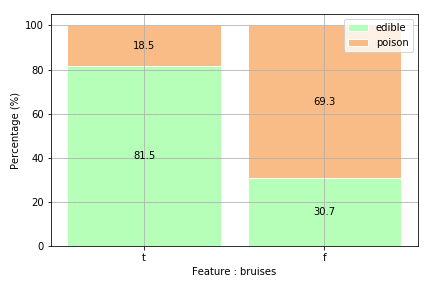 edible
poison
100
80
60
40
20
0
Percentage (%)
18.5
69.3
81.5
30.7
t
f
Feature : bruises